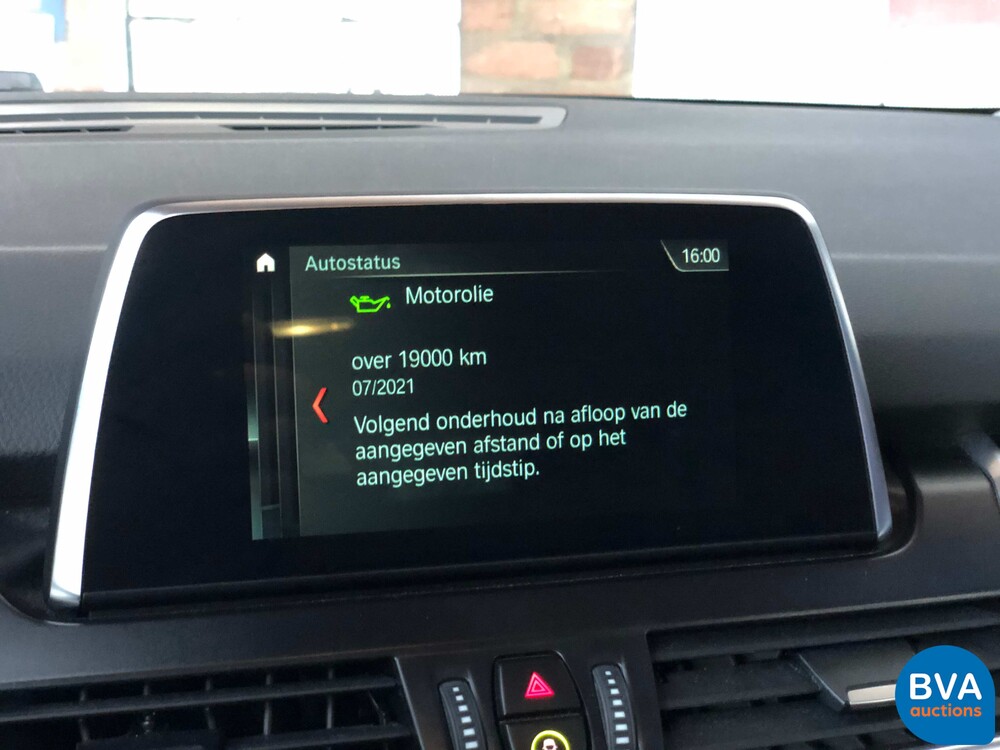 Autostatus
16:00
Motorolie
over 19000 km
07/2021
Volgend onderhoud na afloop van de
aangegeven afstand of op het
aangegeven tijdstip.
BVA
auctions